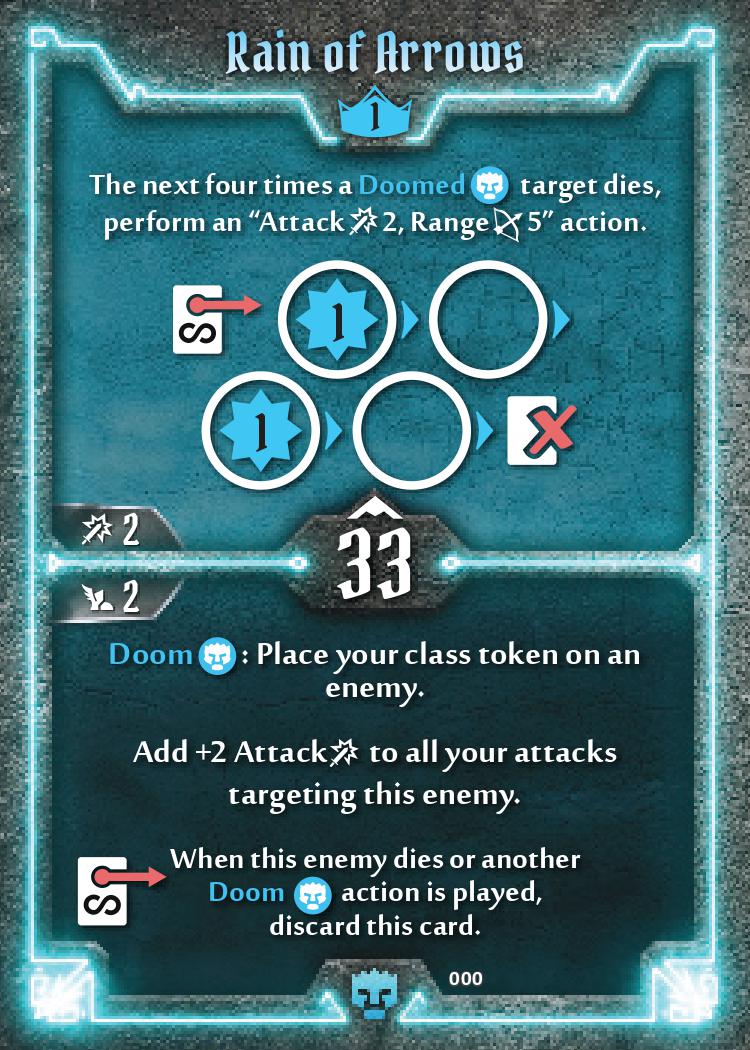 Rain of Arrows
1
The next four times a Doomed target dies,
perform an “Attack 2, Range 5” action.
1
1
2
33
2
Doom : Place your class token on an
enemy.
Add +2 Attack to all your attacks
targeting this enemy.
When this enemy dies or another
Doom action is played,
discard this card.
000